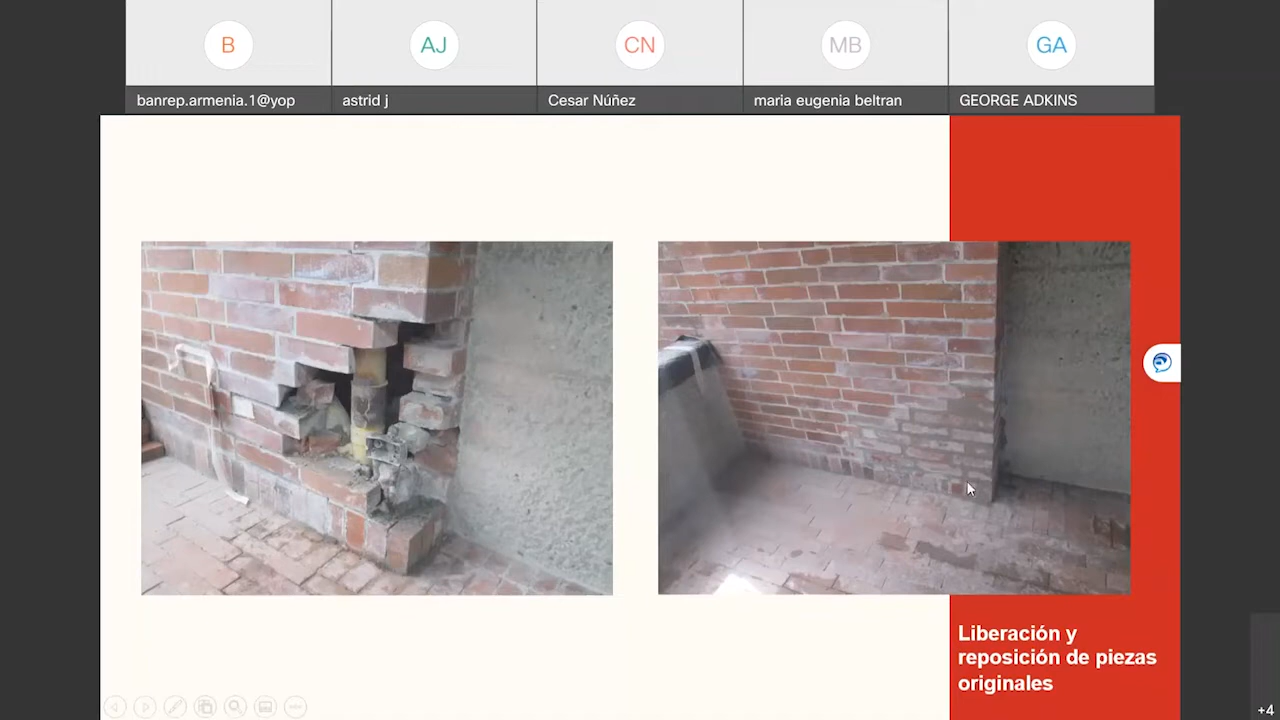 B
AJ
CN
MB
GA
banrep.armenia.1@yop
astrid j
Cesar Núñez
maria eugenia beltran
GEORGE ADKINS
Liberación y
reposición de piezas
originales
+4